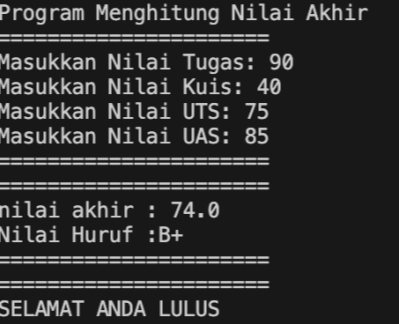 Program Menghitung Nilai Akhir
======================
Masukkan Nilai Tugas: 90
Masukkan Nilai Kuis: 40
Masukkan Nilai UTS: 75
Masukkan Nilai UAS: 85
======================
======================
nilai akhir : 74.0
Nilai Huruf :B+
======================
======================
SELAMAT ANDA LULUS